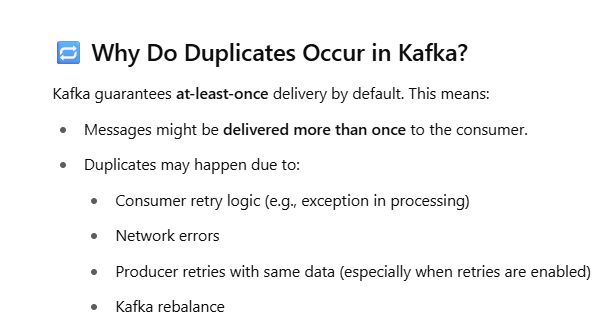 🔁 Why Do Duplicates Occur in Kafka?
Kafka guarantees at-least-once delivery by default. This means:
• Messages might be delivered more than once to the consumer.
• Duplicates may happen due to:
• Consumer retry logic (e.g., exception in processing)
• Network errors
• Producer retries with same data (especially when retries are enabled)
• Kafka rebalance